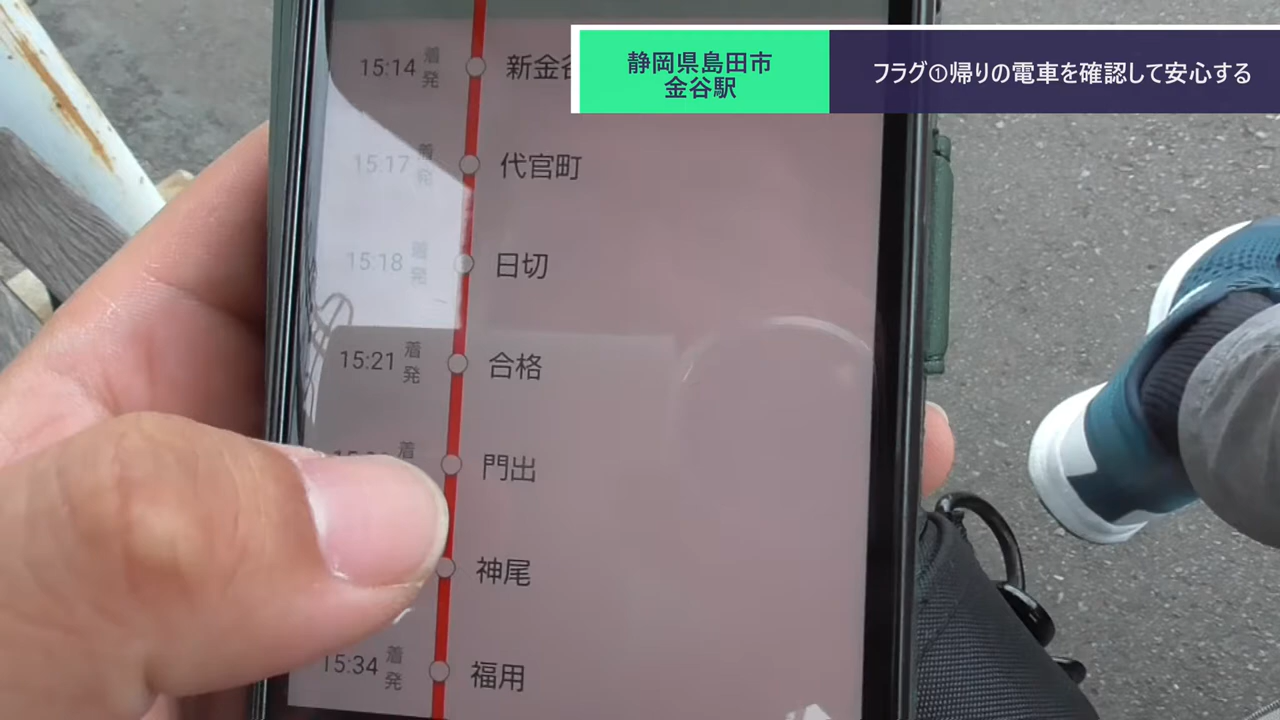 静岡県島田市
金谷駅
フラグ①帰りの電車を確認して安心する
15:14 着 発 新金谷
15:17 着 発 代官町
15:18 着 発 日切
15:21 着 発 合格
着 門出
神尾
15:34 着 発 福用